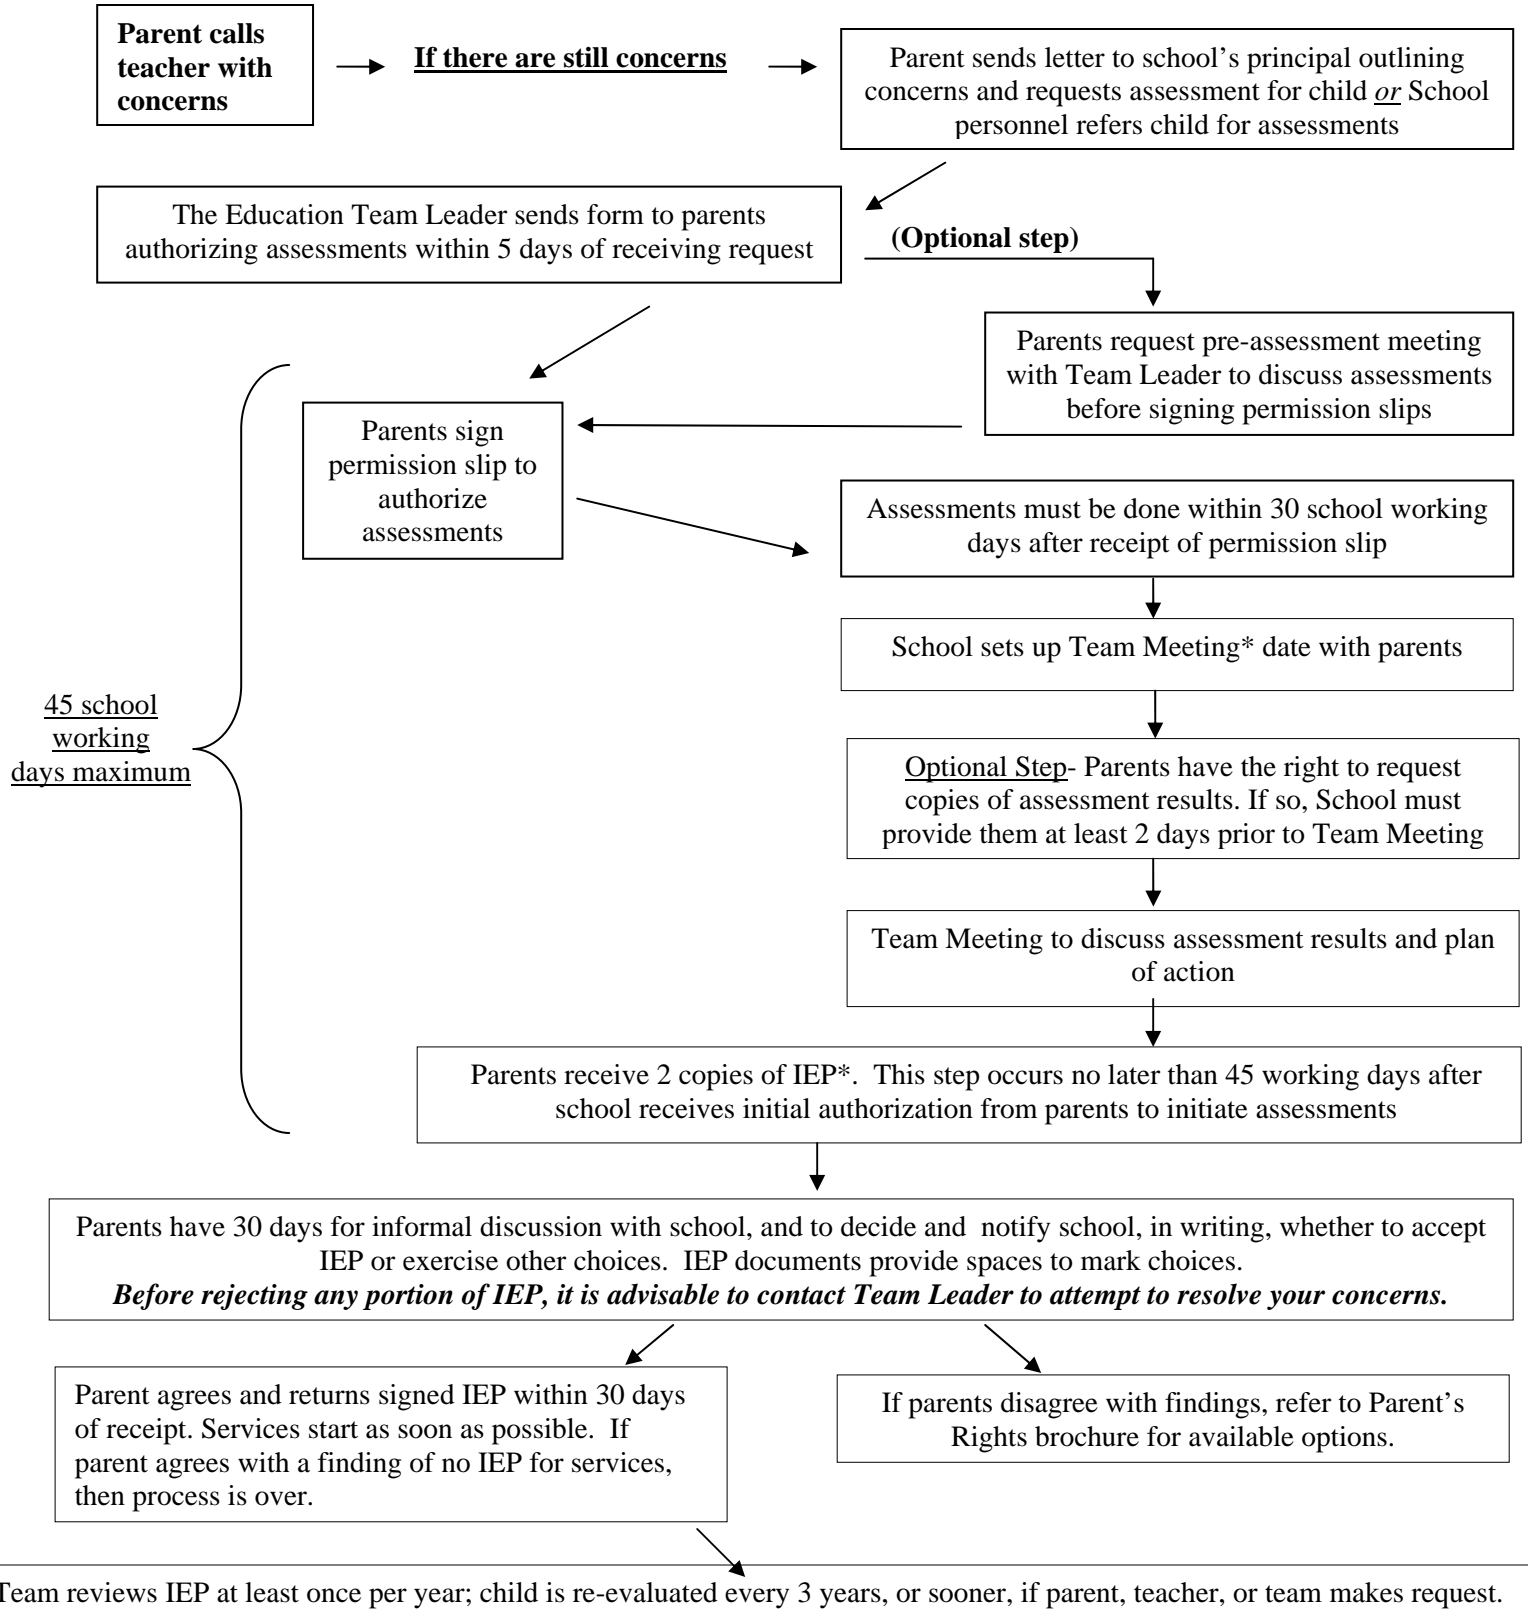 Parent calls
teacher with
concerns
If there are still concerns
Parent sends letter to school’s principal outlining
concerns and requests assessment for child or School
personnel refers child for assessments
The Education Team Leader sends form to parents
authorizing assessments within 5 days of receiving request
(Optional step)
Parents request pre-assessment meeting
with Team Leader to discuss assessments
before signing permission slips
Parents sign
permission slip to
authorize
assessments
Assessments must be done within 30 school working
days after receipt of permission slip
School sets up Team Meeting* date with parents
45 school
working
days maximum
Optional Step- Parents have the right to request
copies of assessment results. If so, School must
provide them at least 2 days prior to Team Meeting
Team Meeting to discuss assessment results and plan
of action
Parents receive 2 copies of IEP*.  This step occurs no later than 45 working days after
school receives initial authorization from parents to initiate assessments
Parents have 30 days for informal discussion with school, and to decide and  notify school, in writing, whether to accept
IEP or exercise other choices.  IEP documents provide spaces to mark choices.
Before rejecting any portion of IEP, it is advisable to contact Team Leader to attempt to resolve your concerns.
Parent agrees and returns signed IEP within 30 days
of receipt. Services start as soon as possible.  If
parent agrees with a finding of no IEP for services,
then process is over.
If parents disagree with findings, refer to Parent’s
Rights brochure for available options.
Team reviews IEP at least once per year; child is re-evaluated every 3 years, or sooner, if parent, teacher, or team makes request.